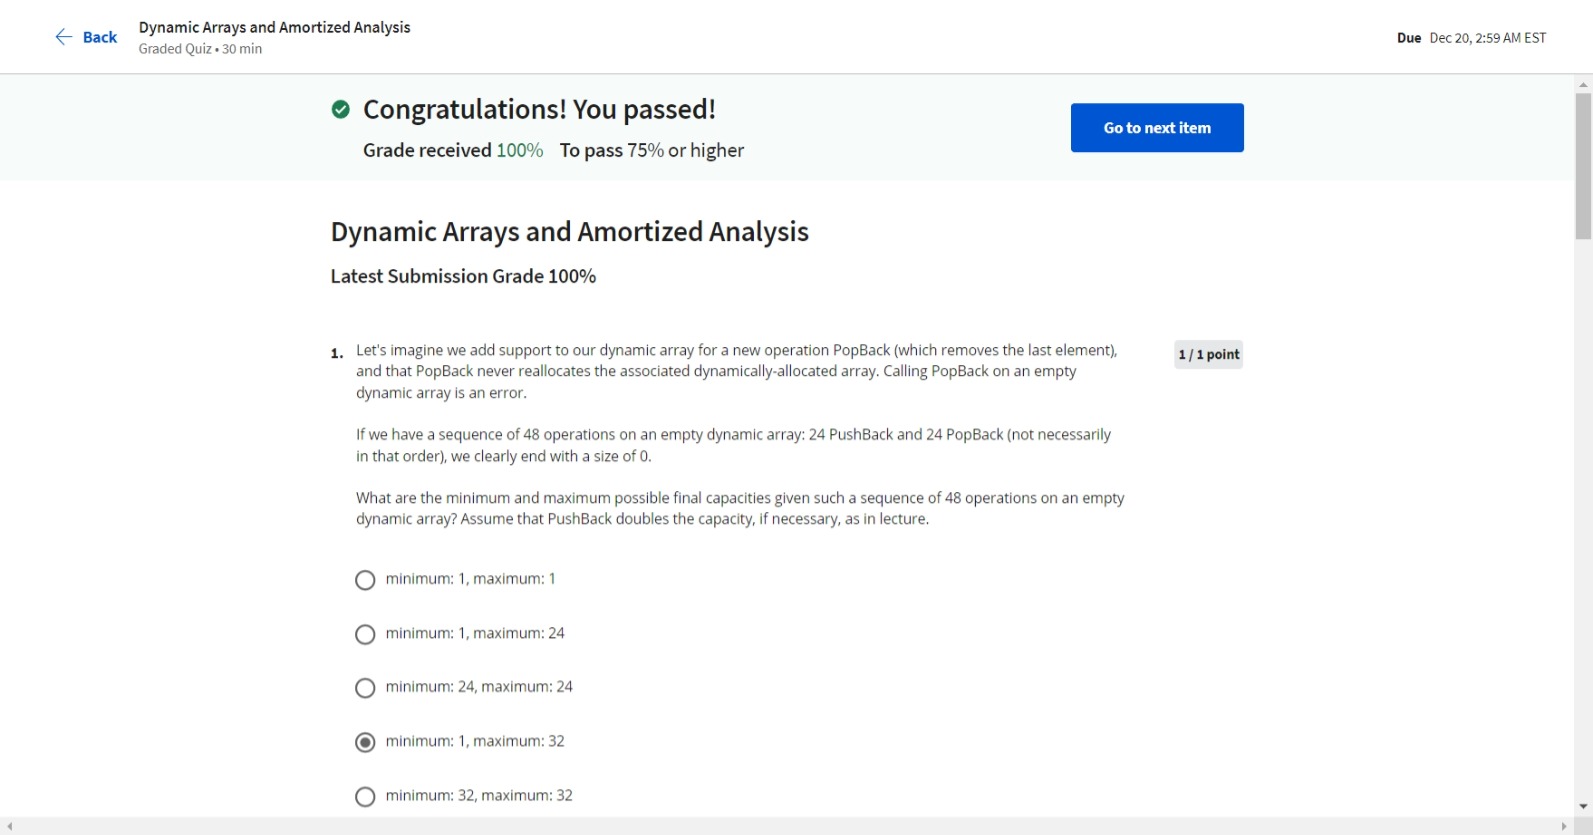 Back
Dynamic Arrays and Amortized Analysis
Graded Quiz • 30 min
Due Dec 20, 2:59 AM EST
Congratulations! You passed!
Grade received 100% To pass 75% or higher
Go to next item
Dynamic Arrays and Amortized Analysis
Latest Submission Grade 100%
1. Let's imagine we add support to our dynamic array for a new operation PopBack (which removes the last element),
and that PopBack never reallocates the associated dynamically-allocated array. Calling PopBack on an empty
dynamic array is an error.
1 / 1 point
If we have a sequence of 48 operations on an empty dynamic array: 24 PushBack and 24 PopBack (not necessarily
in that order), we clearly end with a size of 0.
What are the minimum and maximum possible final capacities given such a sequence of 48 operations on an empty
dynamic array? Assume that PushBack doubles the capacity, if necessary, as in lecture.
minimum: 1, maximum: 1
minimum: 1, maximum: 24
minimum: 24, maximum: 24
minimum: 1, maximum: 32
minimum: 32, maximum: 32